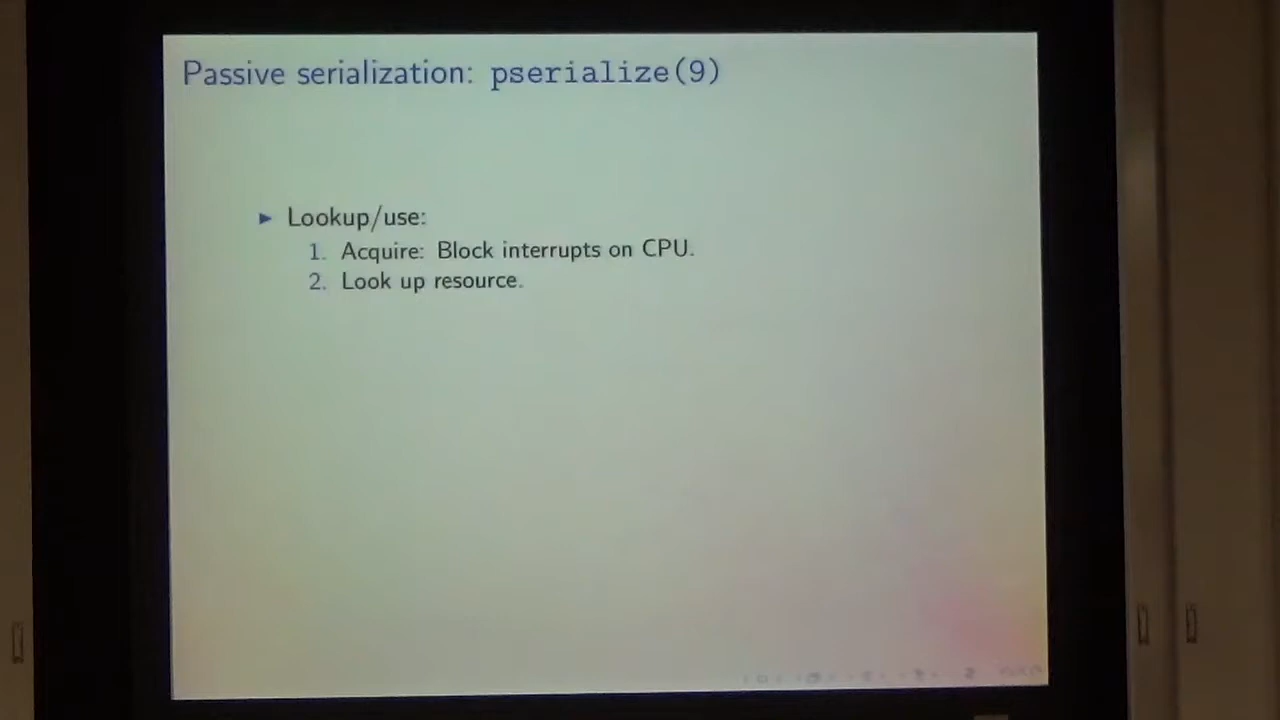 Passive serialization: pserialize(9)
▶ Lookup/use:
1. Acquire: Block interrupts on CPU.
2. Look up resource.